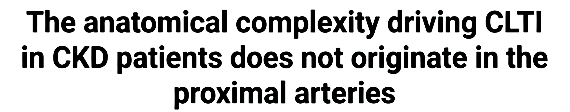 The anatomical complexity driving CLTI
in CKD patients does not originate in the
proximal arteries